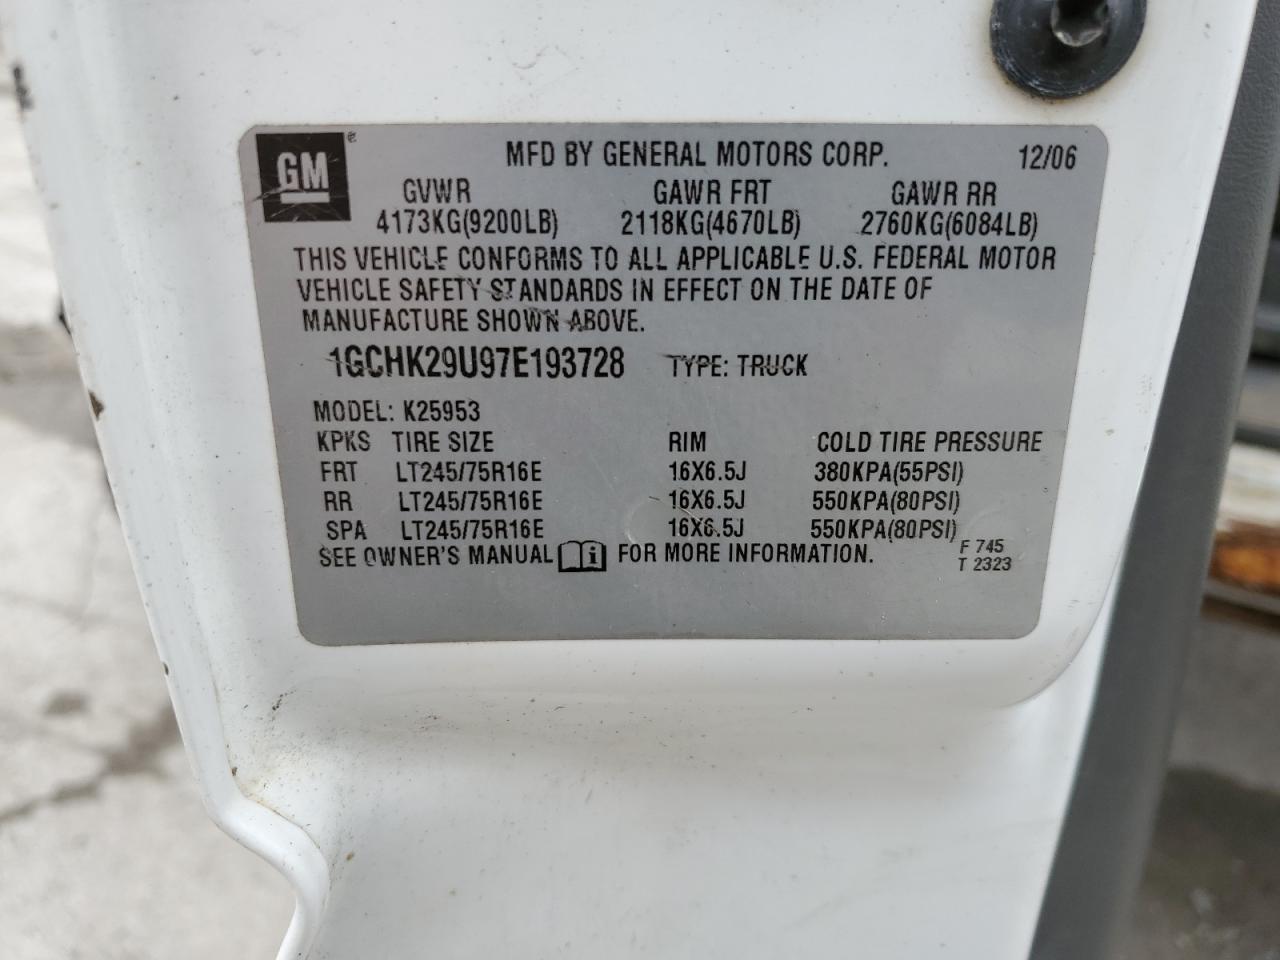 GM ®
MFD BY GENERAL MOTORS CORP. 12/06
GVWR GAWR FRT GAWR RR
4173KG(9200LB) 2118KG(4670LB) 2760KG(6084LB)
THIS VEHICLE CONFORMS TO ALL APPLICABLE U.S. FEDERAL MOTOR
VEHICLE SAFETY STANDARDS IN EFFECT ON THE DATE OF
MANUFACTURE SHOWN ABOVE.
1GCHK29U97E193728 TYPE: TRUCK
MODEL: K25953
KPKS TIRE SIZE RIM COLD TIRE PRESSURE
FRT LT245/75R16E 16X6.5J 380KPA(55PSI)
RR LT245/75R16E 16X6.5J 550KPA(80PSI)
SPA LT245/75R16E 16X6.5J 550KPA(80PSI)
SEE OWNER'S MANUAL i FOR MORE INFORMATION.
F 745
T 2323